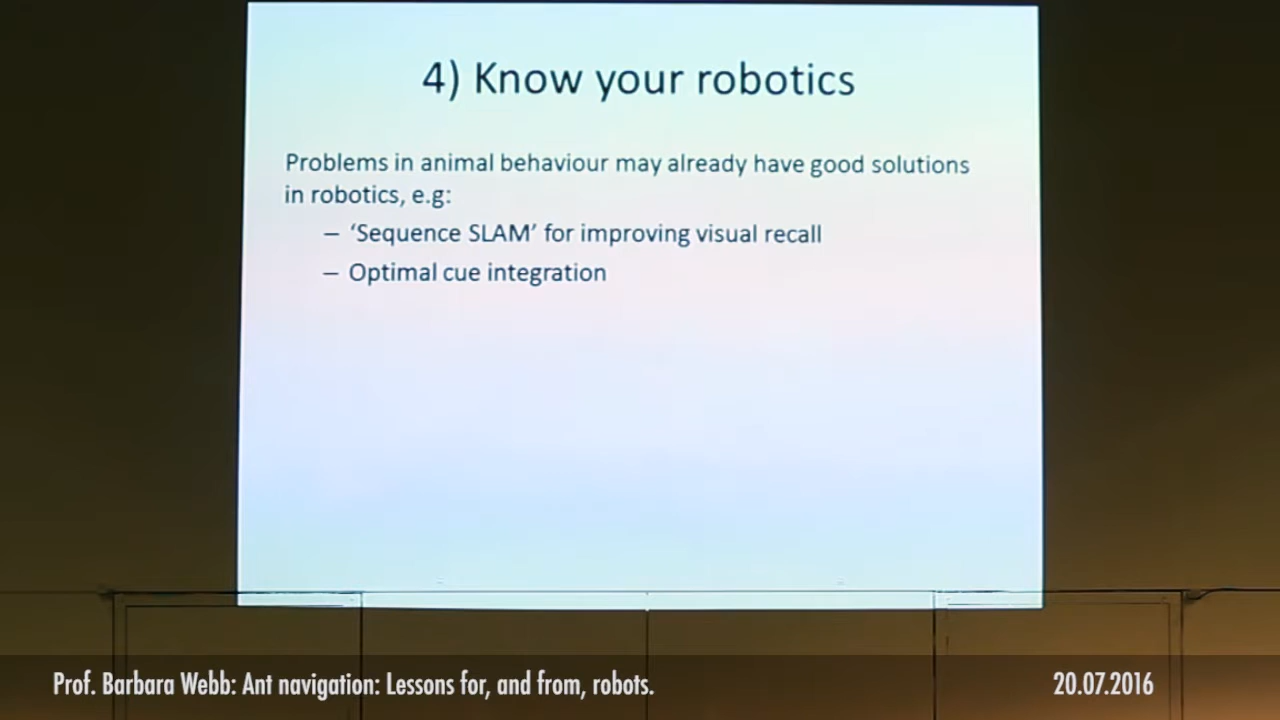 4) Know your robotics
Problems in animal behaviour may already have good solutions
in robotics, e.g:
– ‘Sequence SLAM’ for improving visual recall
– Optimal cue integration
Prof. Barbara Webb: Ant navigation: Lessons for, and from, robots.
20.07.2016